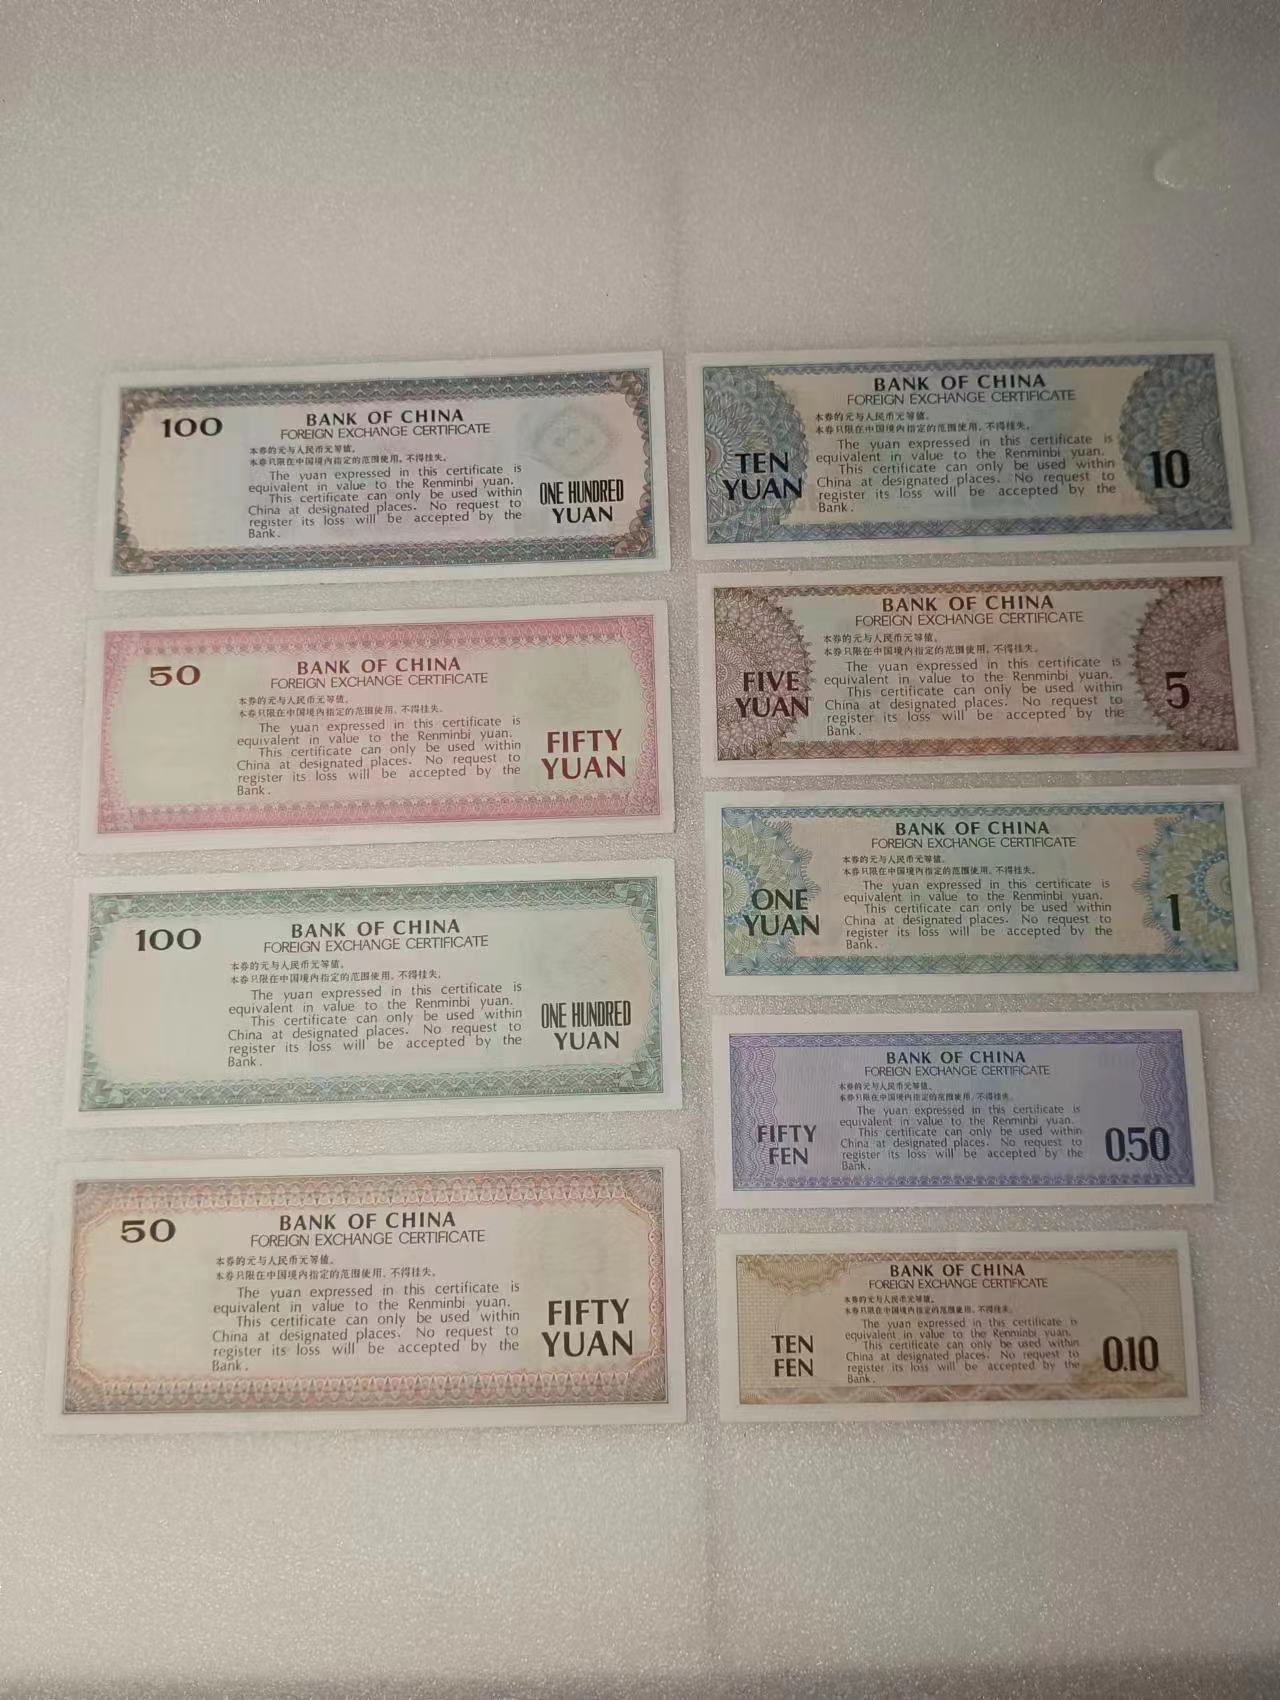 100
BANK OF CHINA
FOREIGN EXCHANGE CERTIFICATE
本券的元与人民币元等值。
本券只限在中国境内指定的范围使用，不得挂失。
The yuan expressed in this certificate is
equivalent in value to the Renminbi yuan.
This certificate can only be used within
China at designated places. No request to
register its loss will be accepted by the
Bank.
ONE HUNDRED
YUAN
50
BANK OF CHINA
FOREIGN EXCHANGE CERTIFICATE
本券的元与人民币元等值。
本券只限在中国境内指定的范围使用，不得挂失。
The yuan expressed in this certificate is
equivalent in value to the Renminbi yuan.
This certificate can only be used within
China at designated places. No request to
register its loss will be accepted by the
Bank.
FIFTY
YUAN
100
BANK OF CHINA
FOREIGN EXCHANGE CERTIFICATE
本券的元与人民币元等值。
本券只限在中国境内指定的范围使用，不得挂失。
The yuan expressed in this certificate is
equivalent in value to the Renminbi yuan.
This certificate can only be used within
China at designated places. No request to
register its loss will be accepted by the
Bank.
ONE HUNDRED
YUAN
50
BANK OF CHINA
FOREIGN EXCHANGE CERTIFICATE
本券的元与人民币元等值。
本券只限在中国境内指定的范围使用，不得挂失。
The yuan expressed in this certificate is
equivalent in value to the Renminbi yuan.
This certificate can only be used within
China at designated places. No request to
register its loss will be accepted by the
Bank.
FIFTY
YUAN
BANK OF CHINA
FOREIGN EXCHANGE CERTIFICATE
本券的元与人民币元等值。
本券只限在中国境内指定的范围使用，不得挂失。
The yuan expressed in this certificate is
equivalent in value to the Renminbi yuan.
This certificate can only be used within
China at designated places. No request to
register its loss will be accepted by the
Bank.
TEN
YUAN
10
BANK OF CHINA
FOREIGN EXCHANGE CERTIFICATE
本券的元与人民币元等值。
本券只限在中国境内指定的范围使用，不得挂失。
The yuan expressed in this certificate is
equivalent in value to the Renminbi yuan.
This certificate can only be used within
China at designated places. No request to
register its loss will be accepted by the
Bank.
FIVE
YUAN
5
BANK OF CHINA
FOREIGN EXCHANGE CERTIFICATE
本券的元与人民币元等值。
本券只限在中国境内指定的范围使用，不得挂失。
The yuan expressed in this certificate is
equivalent in value to the Renminbi yuan.
This certificate can only be used within
China at designated places. No request to
register its loss will be accepted by the
Bank.
ONE
YUAN
1
BANK OF CHINA
FOREIGN EXCHANGE CERTIFICATE
本券的元与人民币元等值。
本券只限在中国境内指定的范围使用，不得挂失。
The yuan expressed in this certificate is
equivalent in value to the Renminbi yuan.
This certificate can only be used within
China at designated places. No request to
register its loss will be accepted by the
Bank.
FIFTY
FEN
0.50
BANK OF CHINA
FOREIGN EXCHANGE CERTIFICATE
本券的元与人民币元等值。
本券只限在中国境内指定的范围使用，不得挂失。
The yuan expressed in this certificate is
equivalent in value to the Renminbi yuan.
This certificate can only be used within
China at designated places. No request to
register its loss will be accepted by the
Bank.
TEN
FEN
0.10